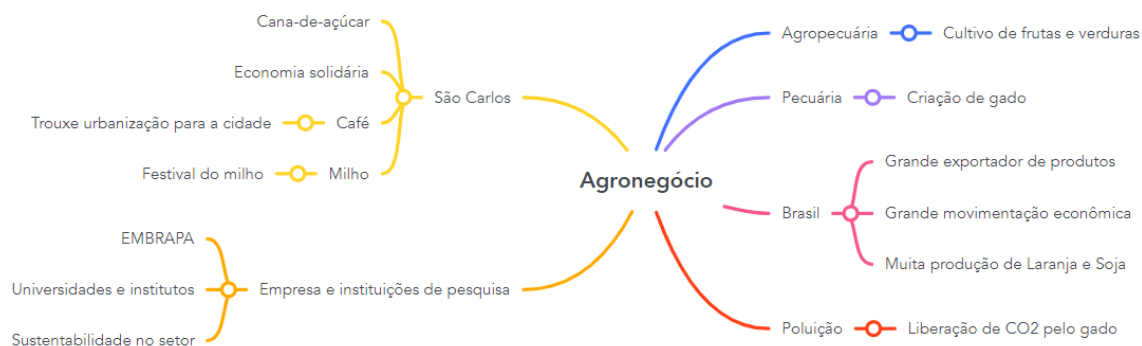 Agronegócio
São Carlos
Cana-de-açúcar
Economia solidária
Café
Trouxe urbanização para a cidade
Milho
Festival do milho
Empresa e instituições de pesquisa
EMBRAPA
Universidades e institutos
Sustentabilidade no setor
Agropecuária
Cultivo de frutas e verduras
Pecuária
Criação de gado
Brasil
Grande exportador de produtos
Grande movimentação econômica
Muita produção de Laranja e Soja
Poluição
Liberação de CO2 pelo gado